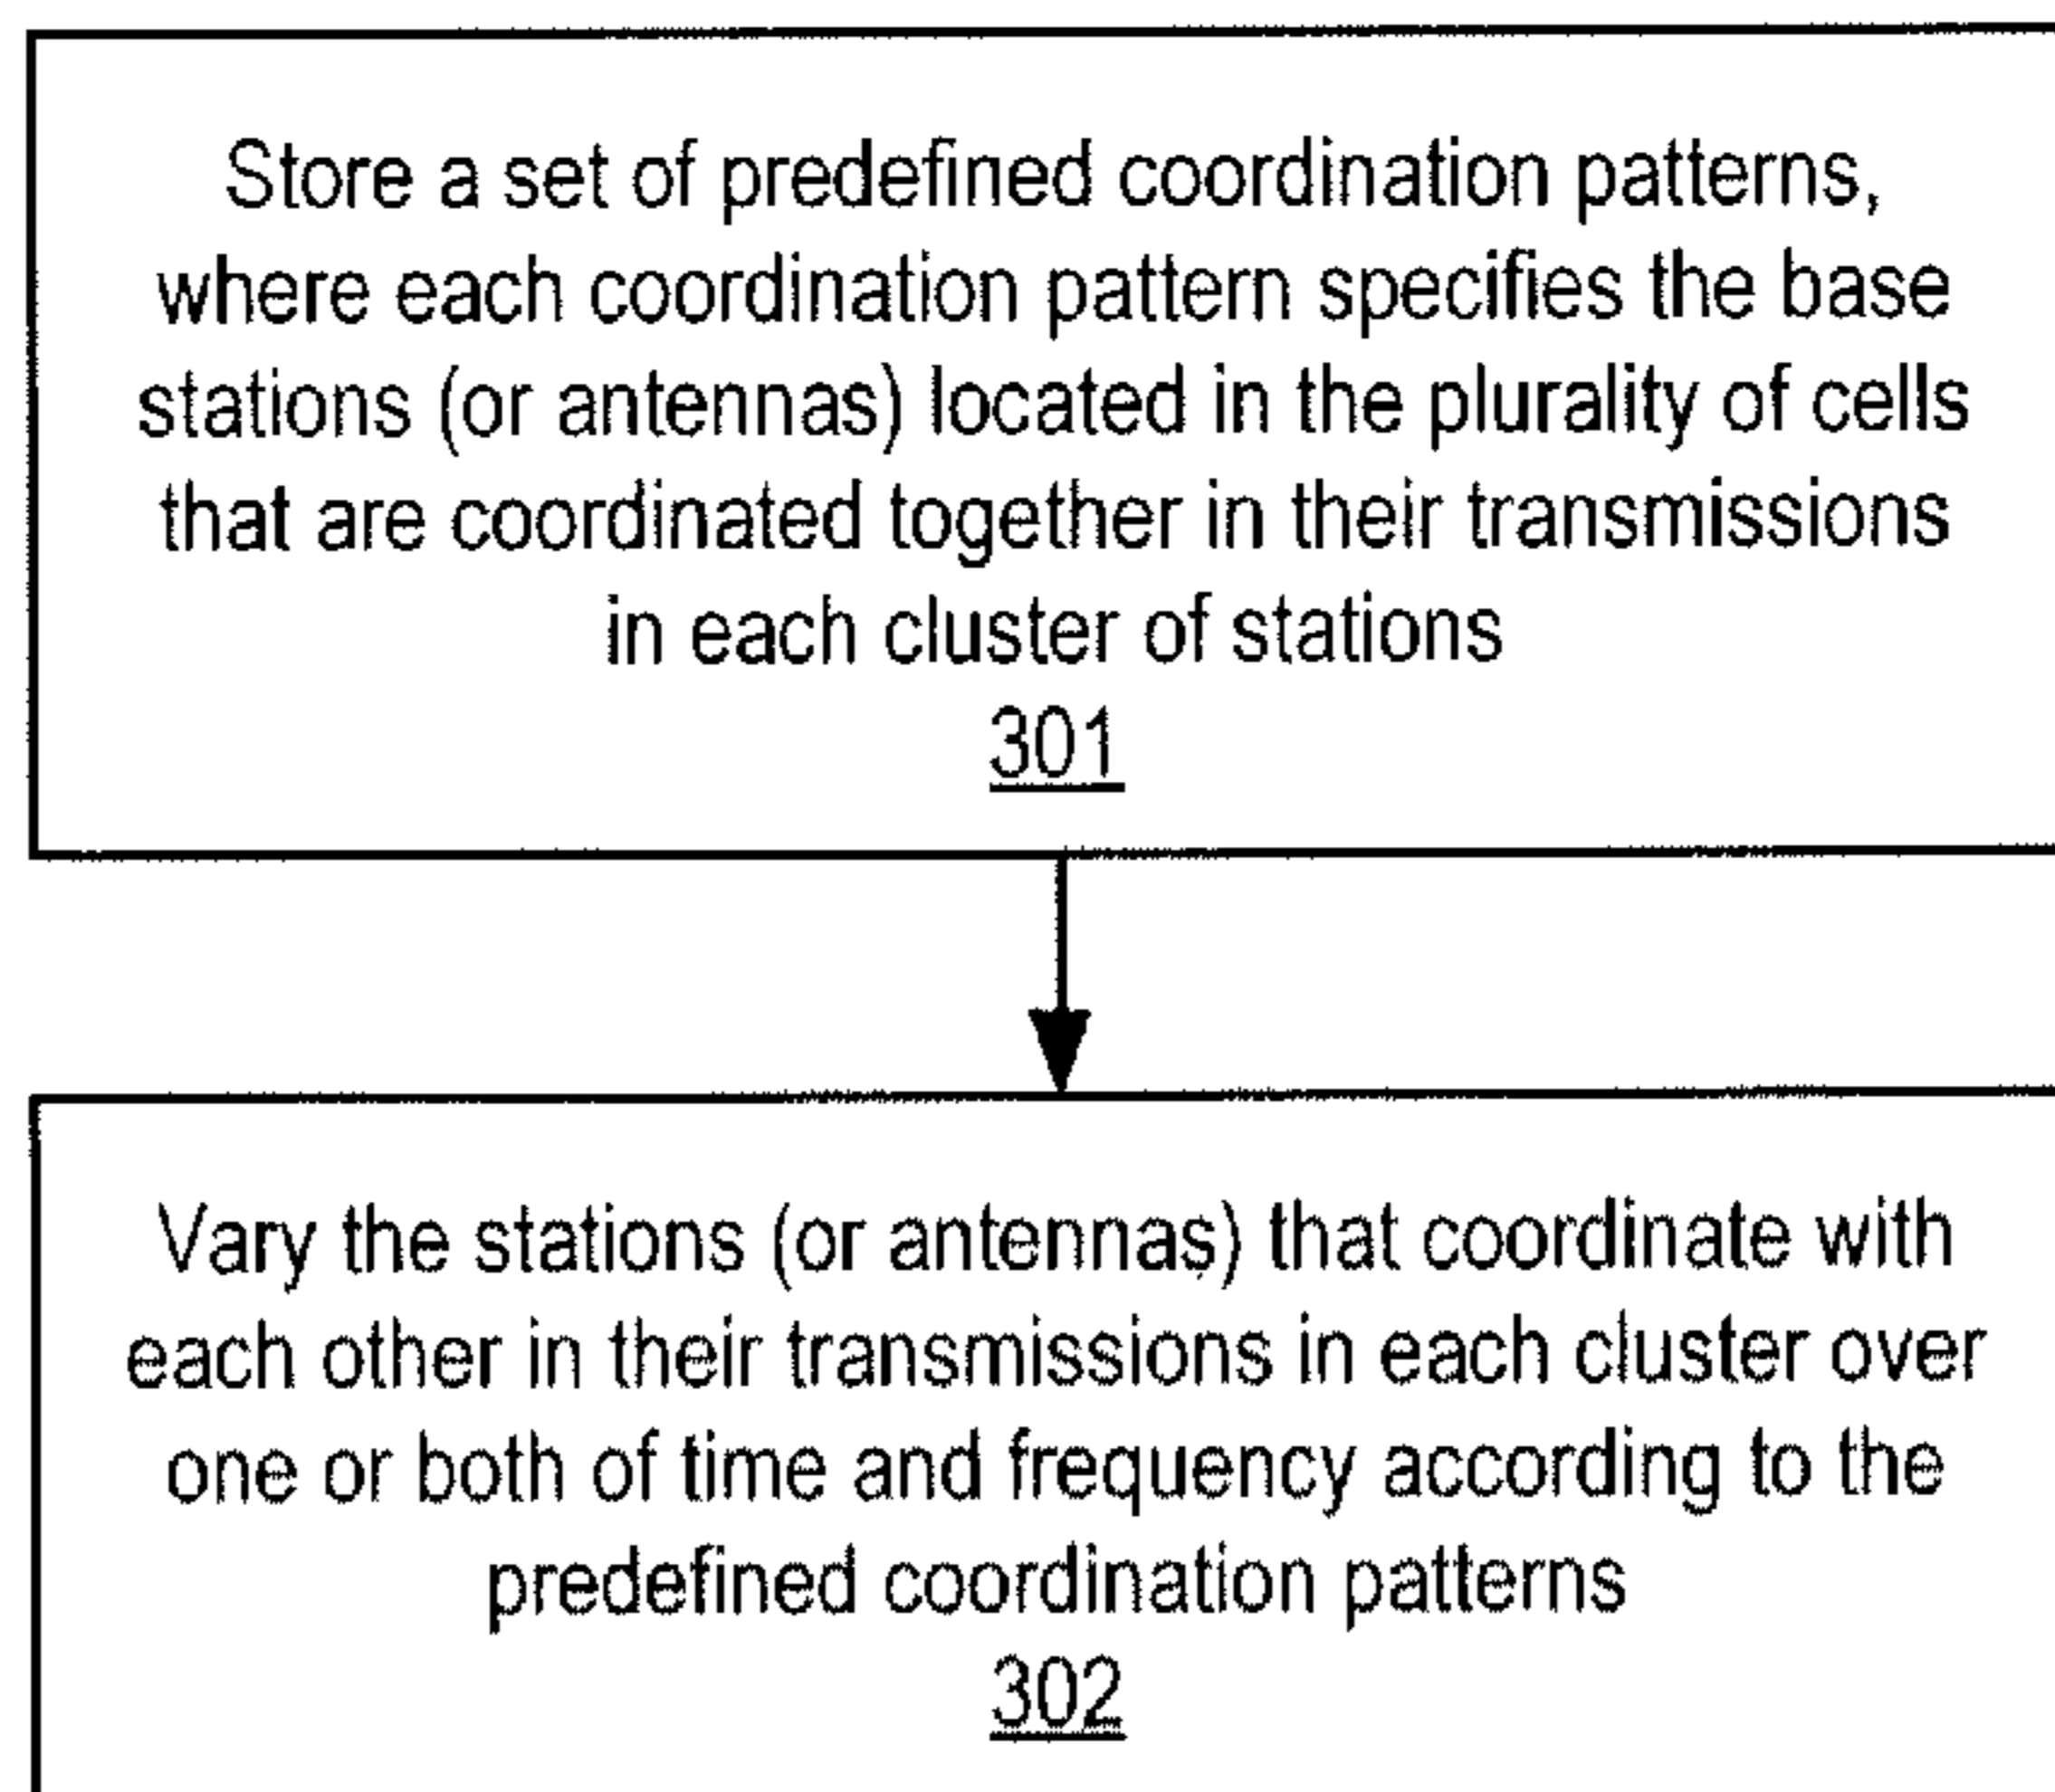 Store a set of predefined coordination patterns,
where each coordination pattern specifies the base
stations (or antennas) located in the plurality of cells
that are coordinated together in their transmissions
in each cluster of stations
301
Vary the stations (or antennas) that coordinate with
each other in their transmissions in each cluster over
one or both of time and frequency according to the
predefined coordination patterns
302